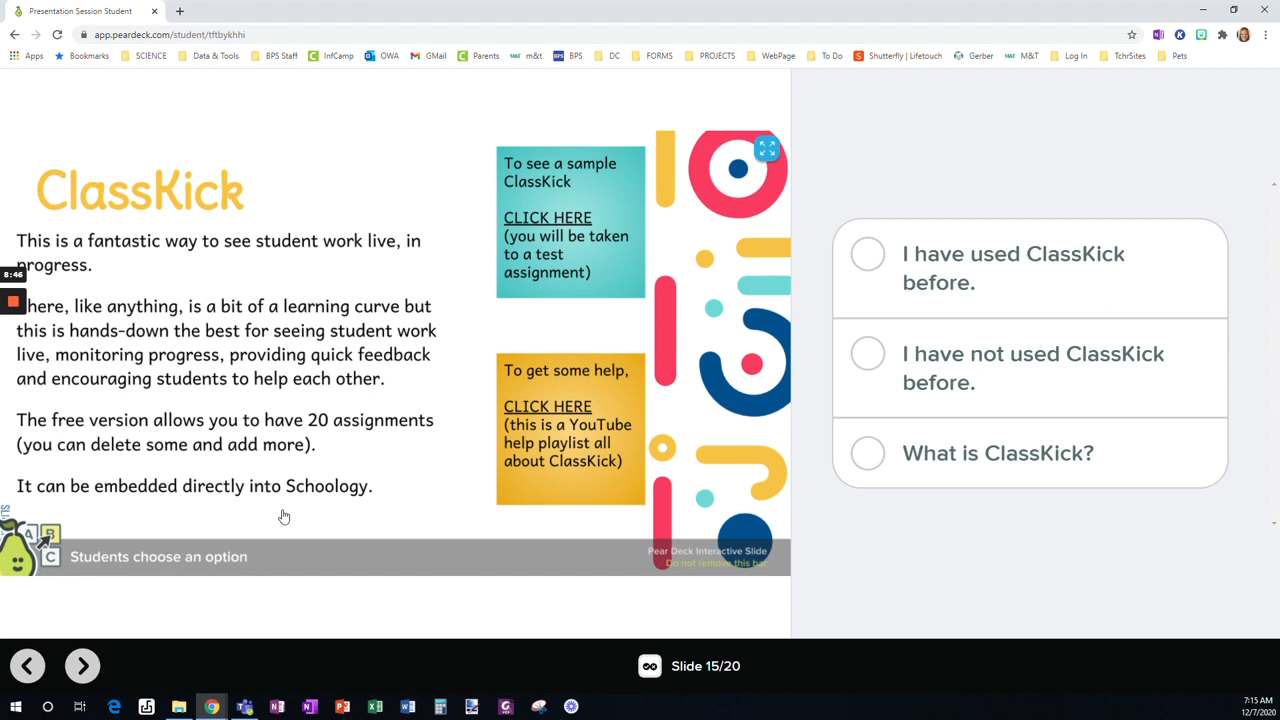 Presentation Session Student
app.peardeck.com/student/tftbykhhi
Apps
Bookmarks
SCIENCE
Data & Tools
BPS Staff
InfCamp
OWA
GMail
Parents
m&t
BPS
DC
FORMS
PROJECTS
WebPage
To Do
Shutterfly | Lifetouch
Gerber
M&T
Log In
TchrSites
Pets
ClassKick
This is a fantastic way to see student work live, in
progress.
8:46
here, like anything, is a bit of a learning curve but
this is hands-down the best for seeing student work
live, monitoring progress, providing quick feedback
and encouraging students to help each other.
The free version allows you to have 20 assignments
(you can delete some and add more).
It can be embedded directly into Schoology.
To see a sample
ClassKick
CLICK HERE
(you will be taken
to a test
assignment)
To get some help,
CLICK HERE
(this is a YouTube
help playlist all
about ClassKick)
A B
C
Students choose an option
Pear Deck Interactive Slide
Do not remove this bar
I have used ClassKick
before.
I have not used ClassKick
before.
What is ClassKick?
Slide 15/20
7:15 AM
12/7/2020